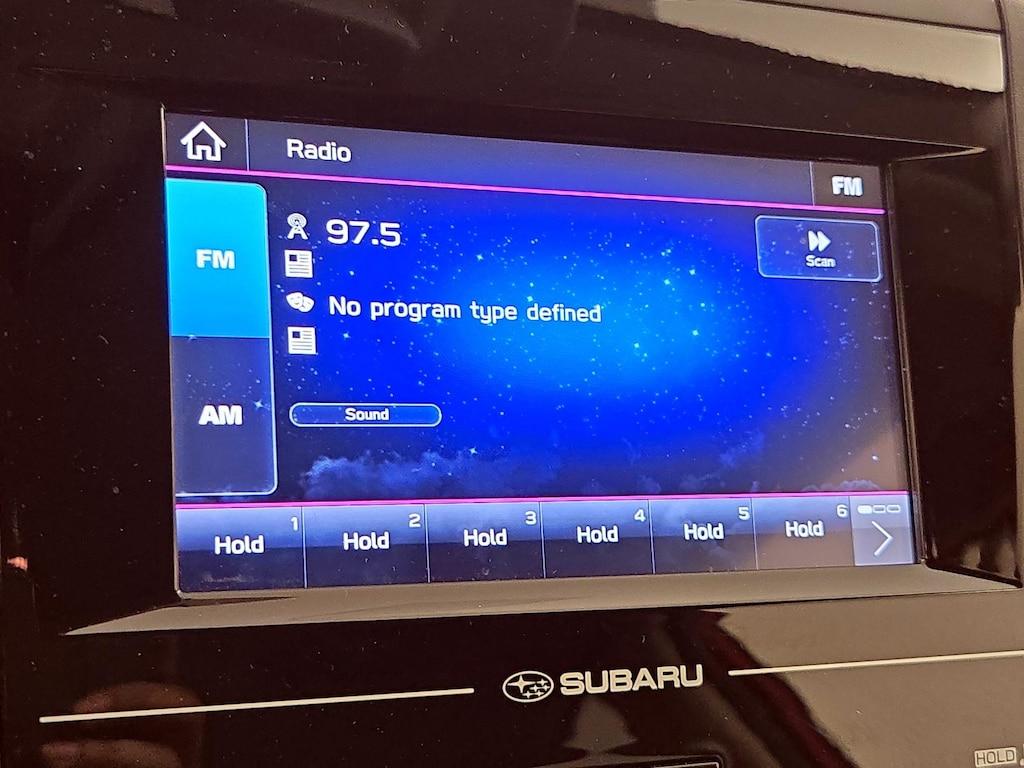 Radio
FM
FM
97.5
Scan
No program type defined
AM
Sound
1 2 3 4 5 6
Hold Hold Hold Hold Hold Hold
SUBARU
HOLD